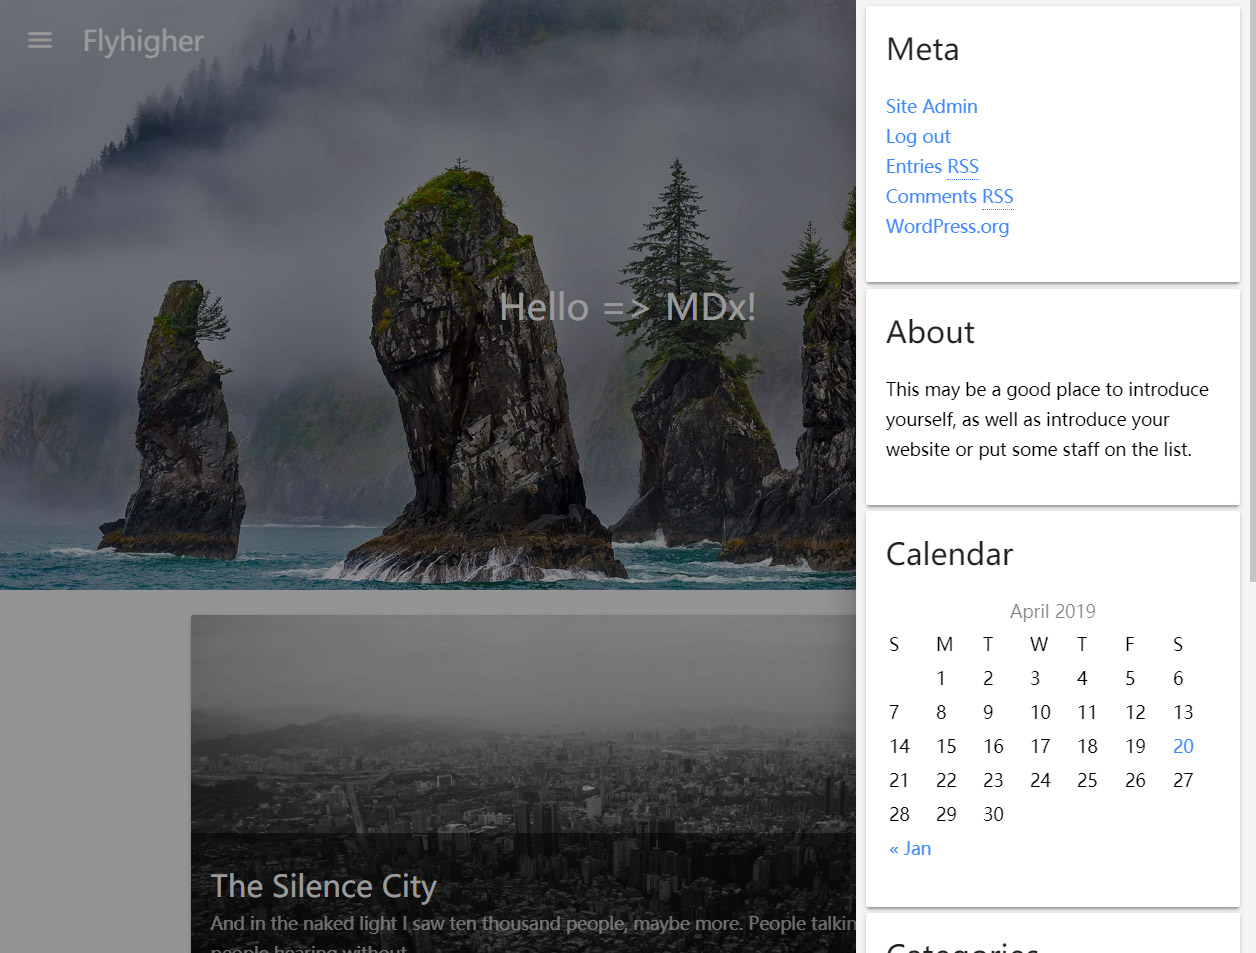 Flyhigher
Hello => MDx!
The Silence City
And in the naked light I saw ten thousand people, maybe more. People talkin
people hearing without
Meta
Site Admin
Log out
Entries RSS
Comments RSS
WordPress.org
About
This may be a good place to introduce
yourself, as well as introduce your
website or put some staff on the list.
Calendar
April 2019
S M T W T F S
1 2 3 4 5 6
7 8 9 10 11 12 13
14 15 16 17 18 19 20
21 22 23 24 25 26 27
28 29 30
« Jan
Categories